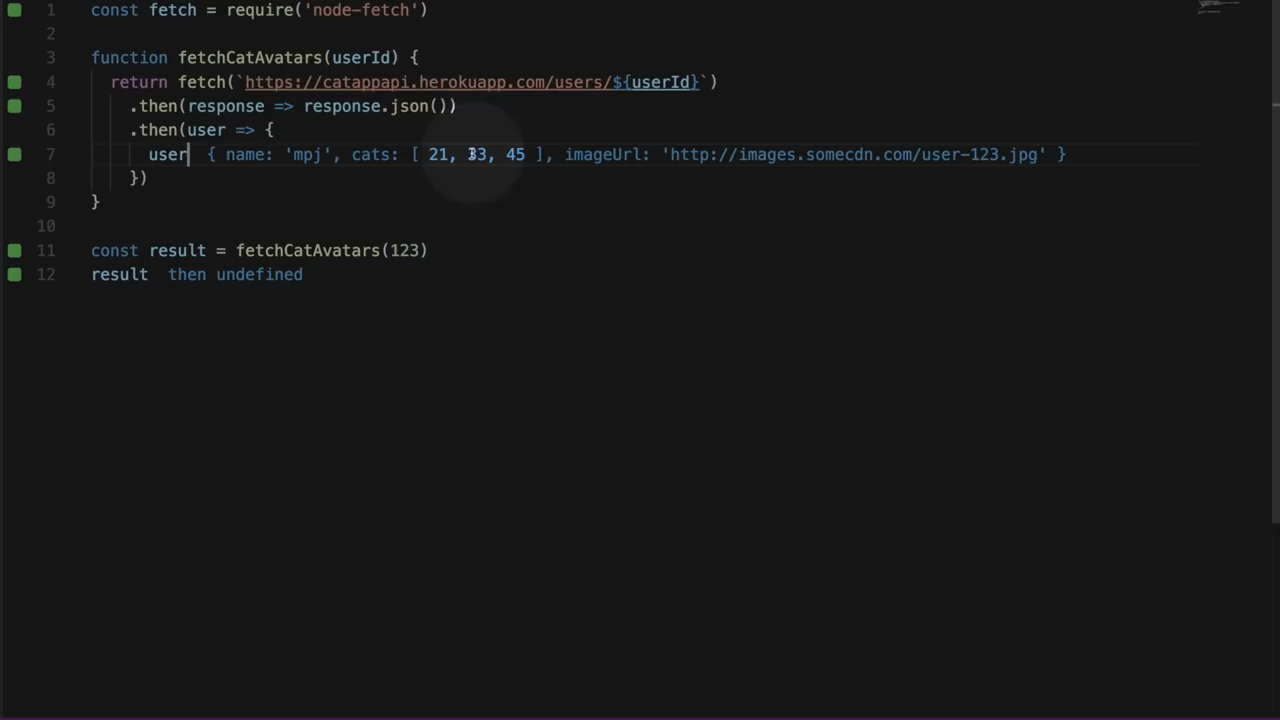 1 const fetch = require('node-fetch')
2
3 function fetchCatAvatars(userId) {
4 return fetch(`https://catappapi.herokuapp.com/users/${userId}`)
5 .then(response => response.json())
6 .then(user => {
7 user { name: 'mpj', cats: [ 21, 33, 45 ], imageUrl: 'http://images.somecdn.com/user-123.jpg' }
8 })
9 }
10
11 const result = fetchCatAvatars(123)
12 result then undefined